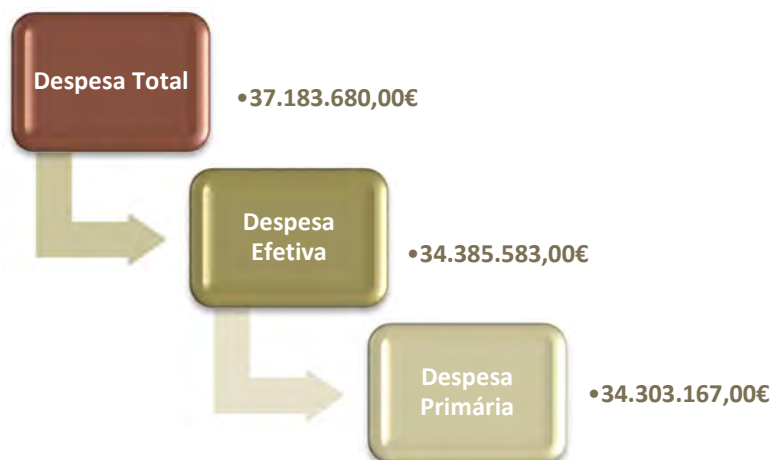 Despesa Total
•37.183.680,00€
Despesa
Efetiva
•34.385.583,00€
Despesa
Primária
•34.303.167,00€